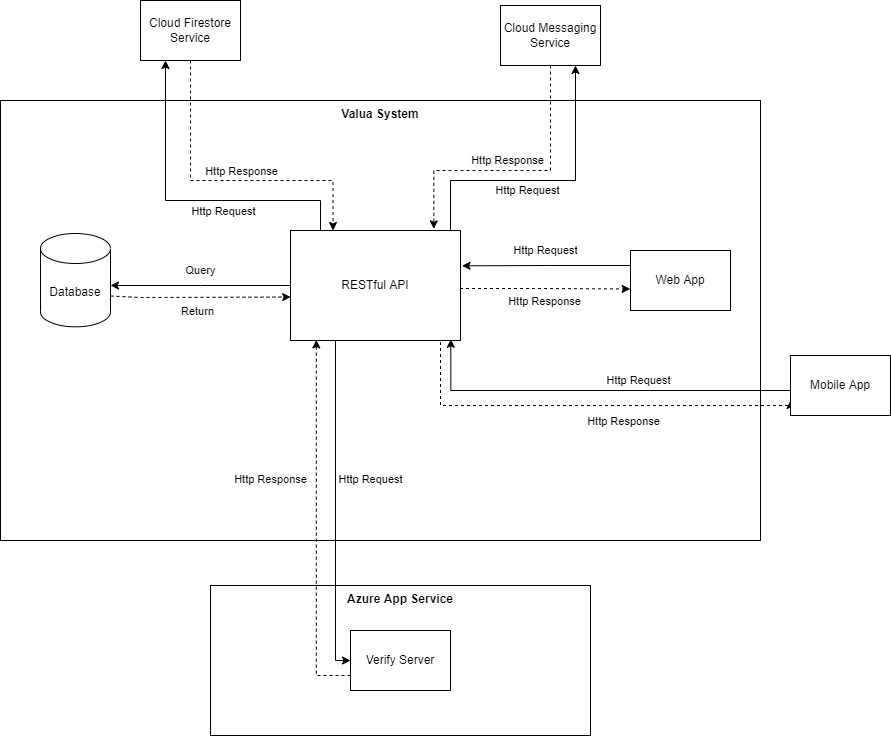 Cloud Firestore
Service
Cloud Messaging
Service
Valua System
Http Response
Http Response
Http Request
Http Request
Database
Query
Return
RESTful API
Http Request
Http Response
Web App
Http Request
Http Response
Mobile App
Http Response
Http Request
Azure App Service
Verify Server